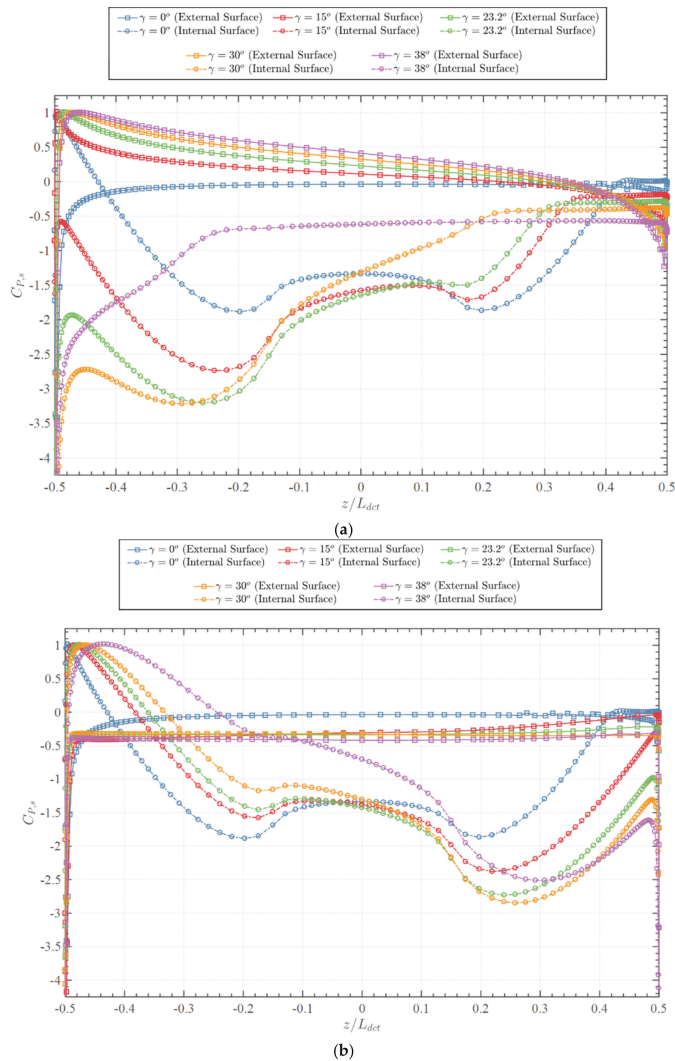 γ = 0° (External Surface) γ = 15° (External Surface) γ = 23.2° (External Surface)
γ = 0° (Internal Surface) γ = 15° (Internal Surface) γ = 23.2° (Internal Surface)
γ = 30° (External Surface) γ = 38° (External Surface)
γ = 30° (Internal Surface) γ = 38° (Internal Surface)
1
0.5
0
-0.5
-1
-1.5
-2
-2.5
-3
-3.5
-4
C_{P,s}
-0.5 -0.4 -0.3 -0.2 -0.1 0 0.1 0.2 0.3 0.4 0.5
z/L_{dct}
(a)
γ = 0° (External Surface) γ = 15° (External Surface) γ = 23.2° (External Surface)
γ = 0° (Internal Surface) γ = 15° (Internal Surface) γ = 23.2° (Internal Surface)
γ = 30° (External Surface) γ = 38° (External Surface)
γ = 30° (Internal Surface) γ = 38° (Internal Surface)
1
0.5
0
-0.5
-1
-1.5
-2
-2.5
-3
-3.5
-4
C_{P,s}
-0.5 -0.4 -0.3 -0.2 -0.1 0 0.1 0.2 0.3 0.4 0.5
z/L_{dct}
(b)